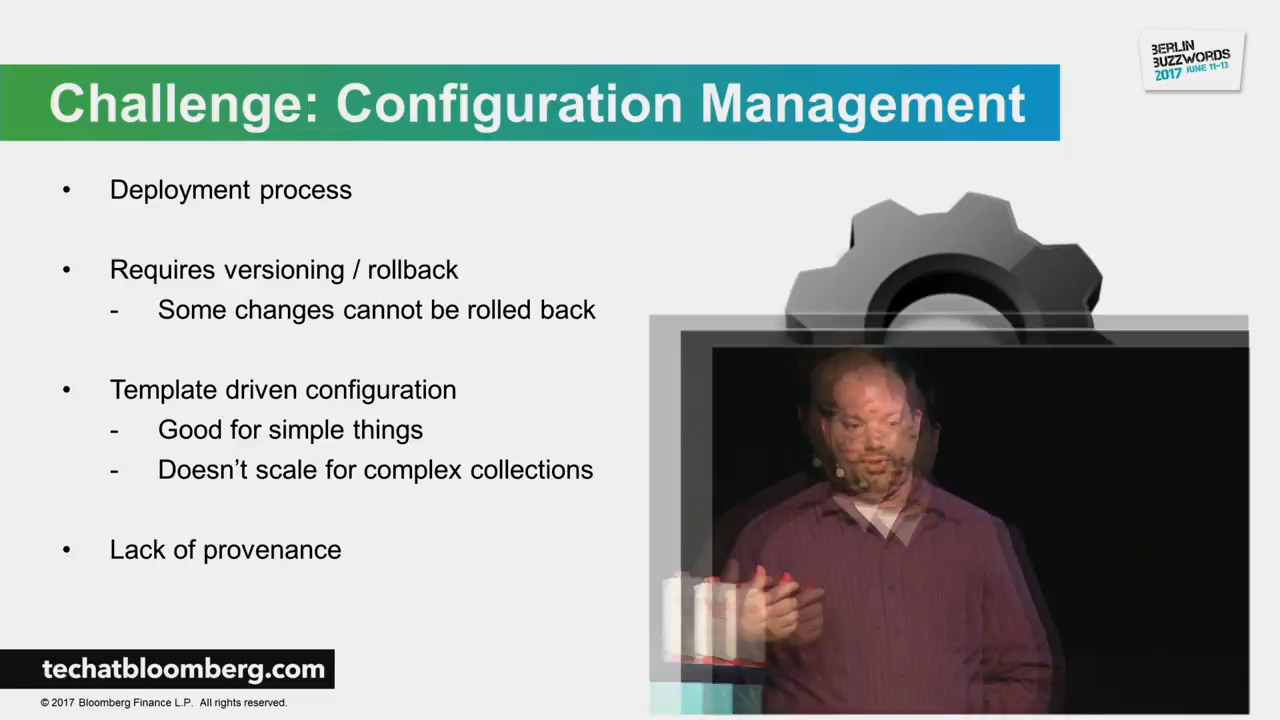 BERLIN
BUZZWORDS
2017 JUNE 11-13
Challenge: Configuration Management
• Deployment process
• Requires versioning / rollback
- Some changes cannot be rolled back
• Template driven configuration
- Good for simple things
- Doesn’t scale for complex collections
• Lack of provenance
techatbloomberg.com
© 2017 Bloomberg Finance L.P. All rights reserved.